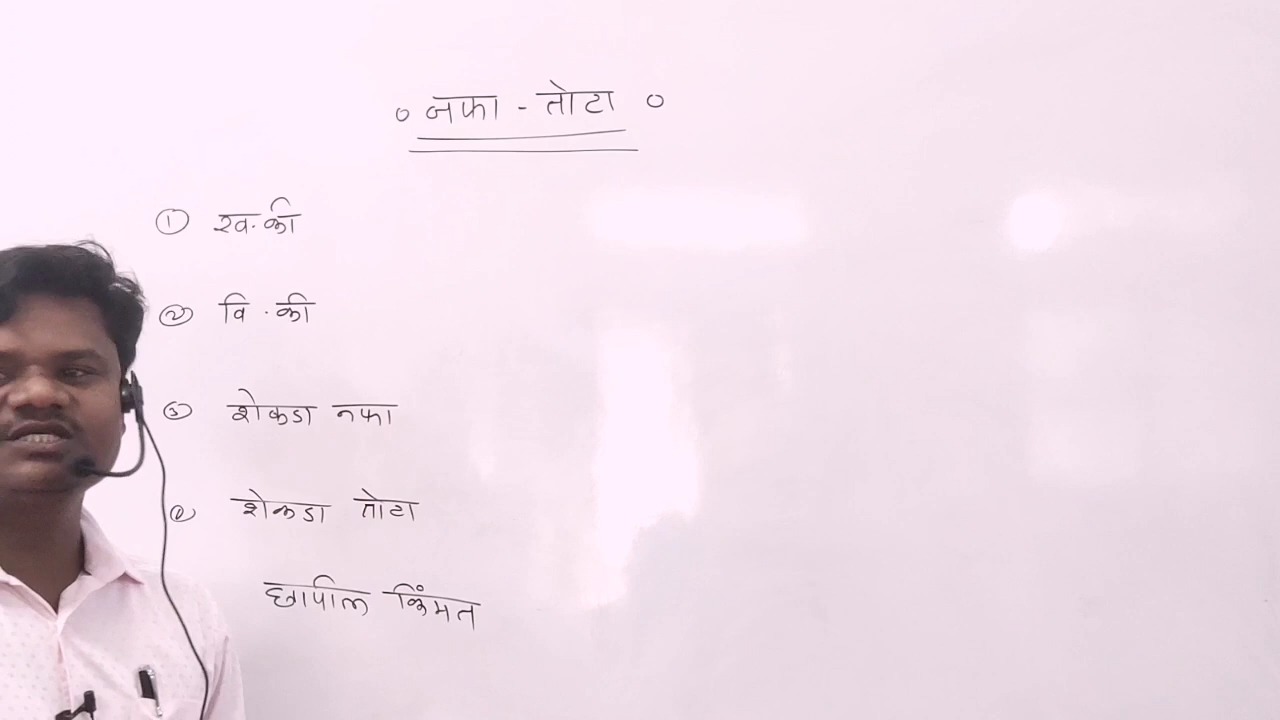 ० नफा - तोटा ०
① ख.की
② वि.की
③ शेकडा नफा
④ शेकडा तोटा
छापील किंमत